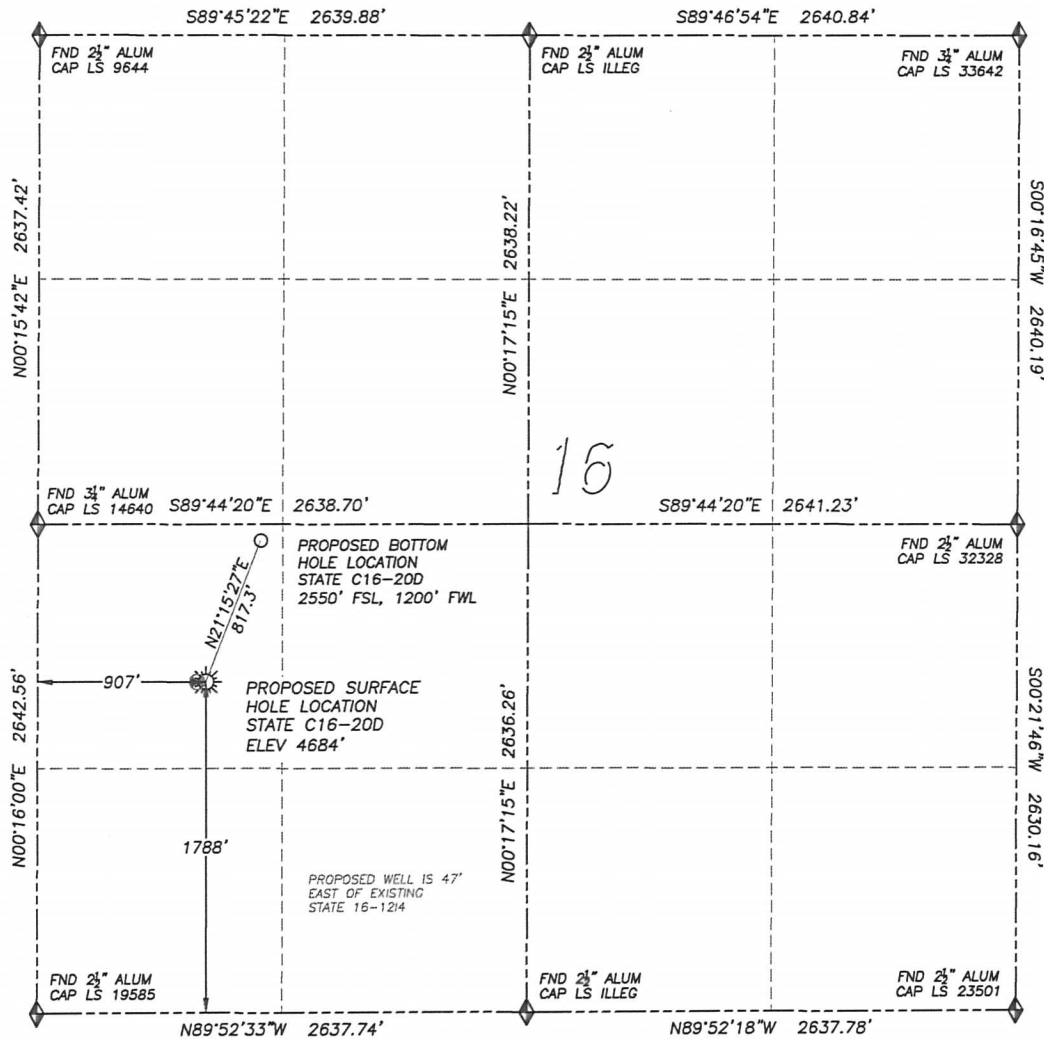 S89°45'22"E 2639.88'
S89°46'54"E 2640.84'
FND 2½" ALUM
CAP LS 9644
FND 2½" ALUM
CAP LS ILLEG
FND 3¼" ALUM
CAP LS 33642
N00°15'42"E 2637.42'
N00°17'15"E 2638.22'
S00°16'45"W 2640.19'
16
FND 3¼" ALUM
CAP LS 14640
S89°44'20"E 2638.70'
S89°44'20"E 2641.23'
FND 2½" ALUM
CAP LS 32328
PROPOSED BOTTOM
HOLE LOCATION
STATE C16-20D
2550' FSL, 1200' FWL
N21°15'27"E
817.3'
907'
PROPOSED SURFACE
HOLE LOCATION
STATE C16-20D
ELEV 4684'
N00°16'00"E 2642.56'
N00°17'15"E 2636.26'
S00°21'46"W 2630.16'
1788'
PROPOSED WELL IS 47'
EAST OF EXISTING
STATE 16-1214
FND 2½" ALUM
CAP LS 19585
FND 2½" ALUM
CAP LS ILLEG
FND 2½" ALUM
CAP LS 23501
N89°52'33"W 2637.74'
N89°52'18"W 2637.78'